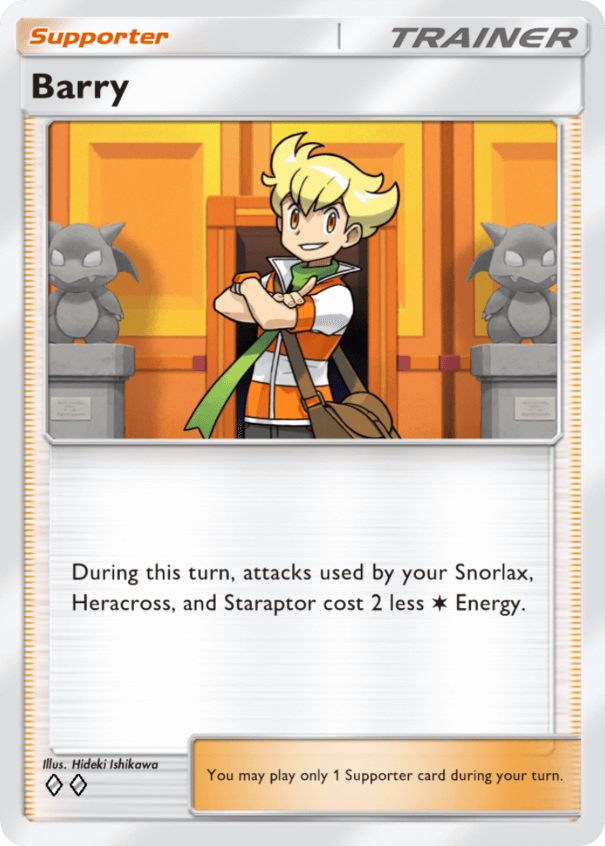 Supporter
TRAINER
Barry
During this turn, attacks used by your Snorlax,
Heracross, and Staraptor cost 2 less ✶ Energy.
Illus. Hideki Ishikawa
You may play only 1 Supporter card during your turn.